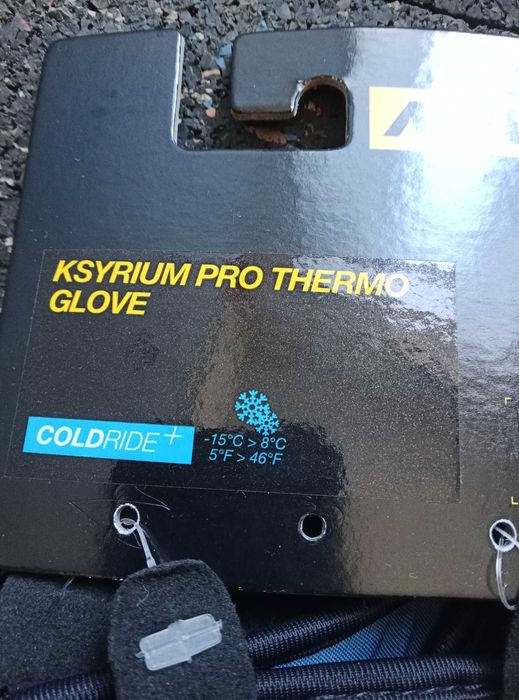 KSYRIUM PRO THERMO
GLOVE
COLDRIDE+
-15°C > 8°C
5°F > 46°F